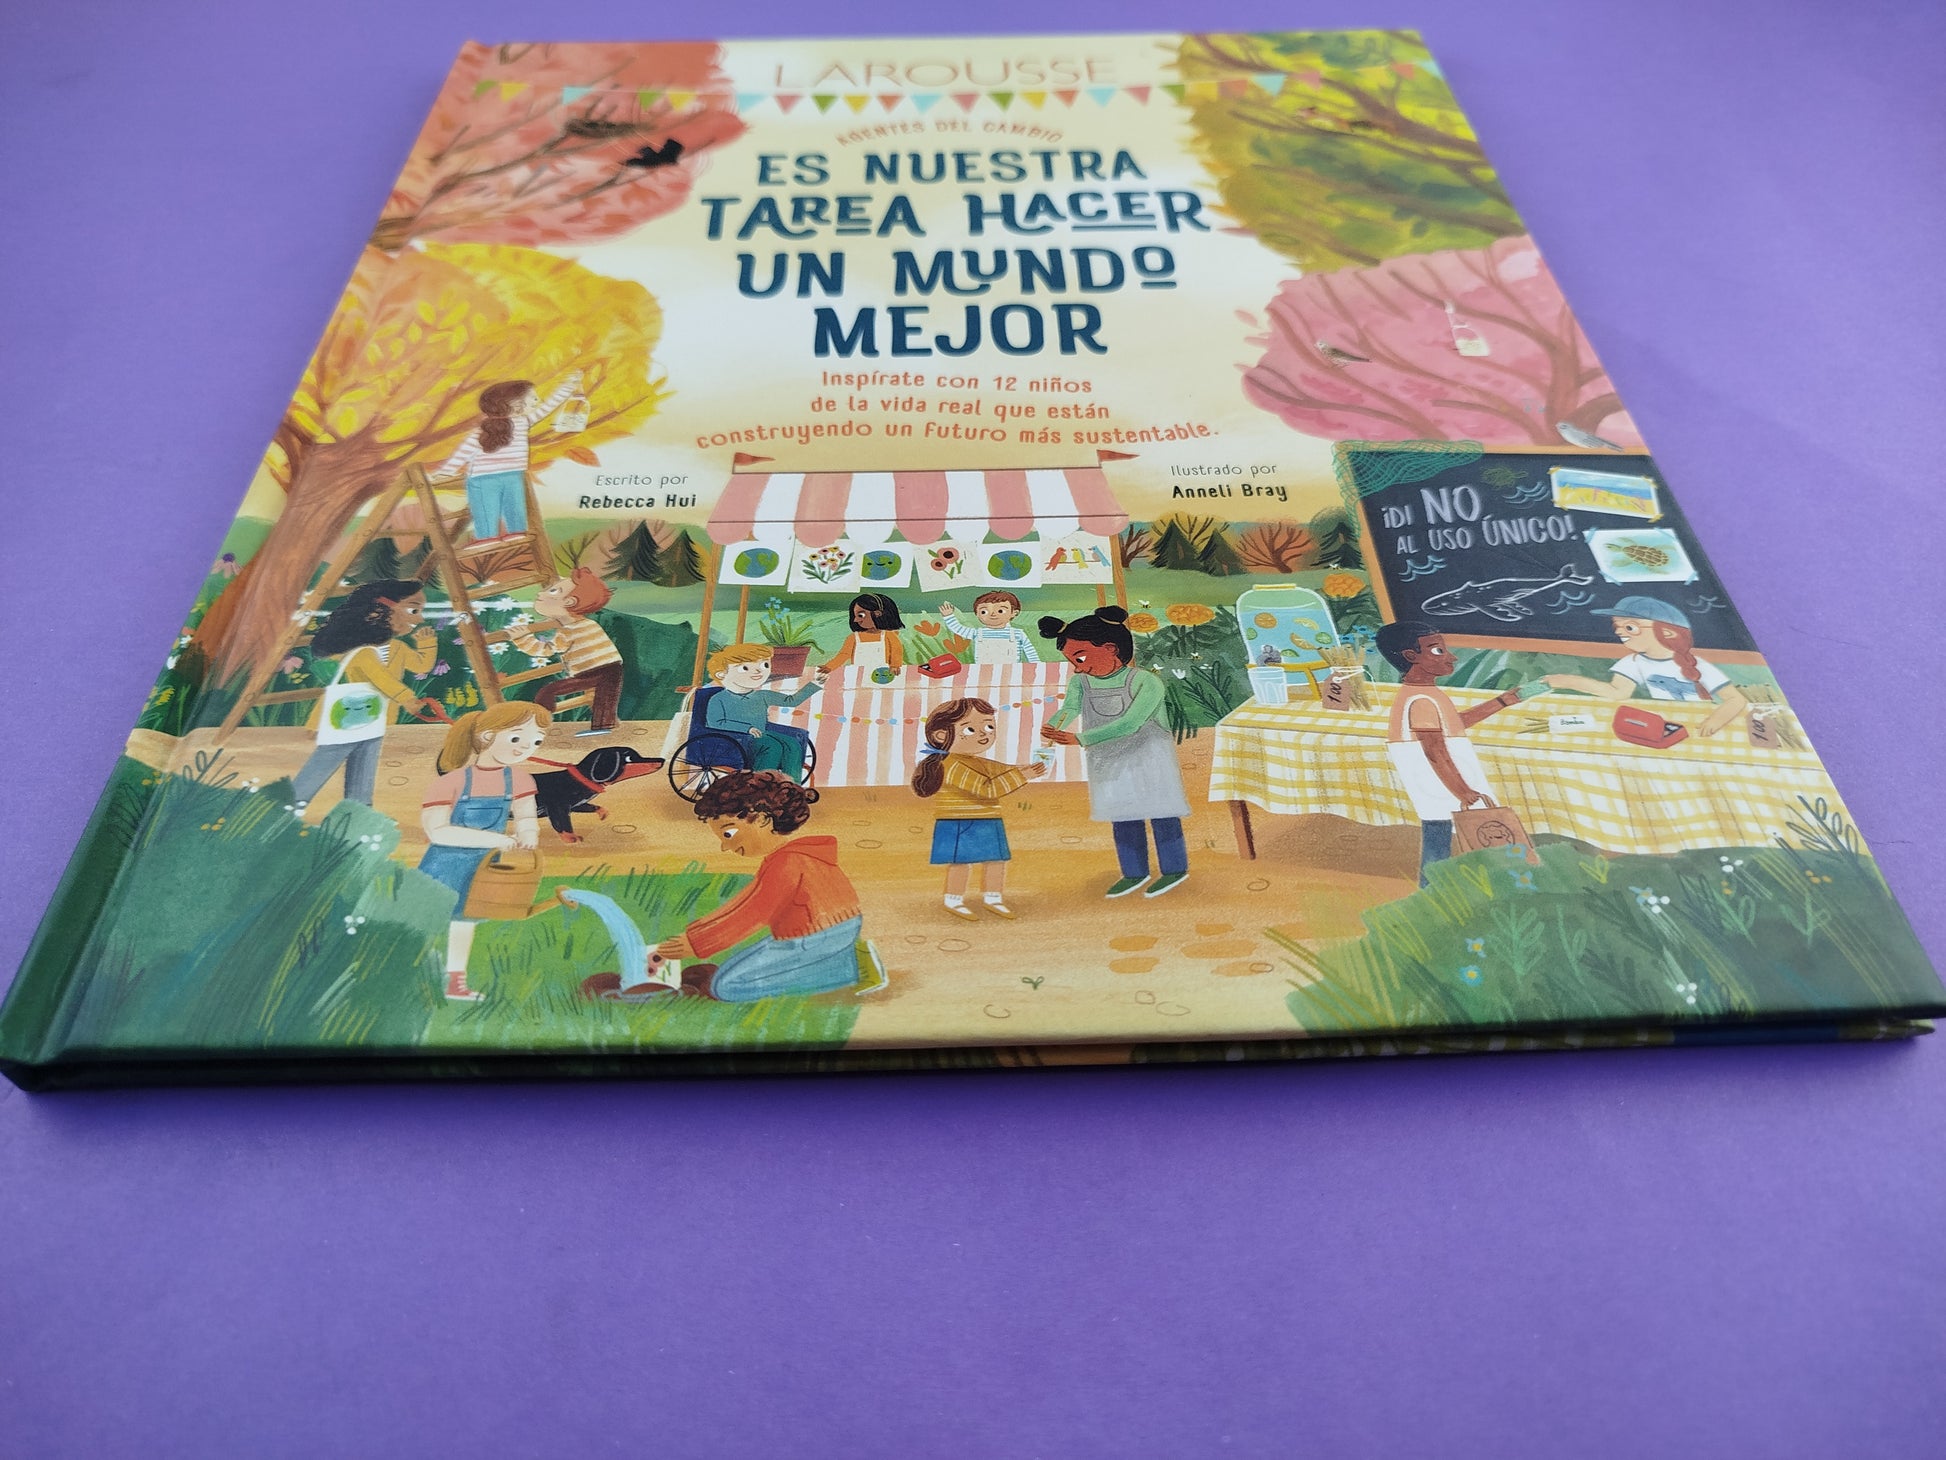 LAROUSSE
AGENTES DEL CAMBIO
ES NUESTRA
TAREA HACER
UN MUNDO
MEJOR
Inspírate con 12 niños
de la vida real que están
construyendo un futuro más sustentable.
Escrito por
Rebecca Hui
Ilustrado por
Anneli Bray
¡DI NO
AL USO ÚNICO!
100
100